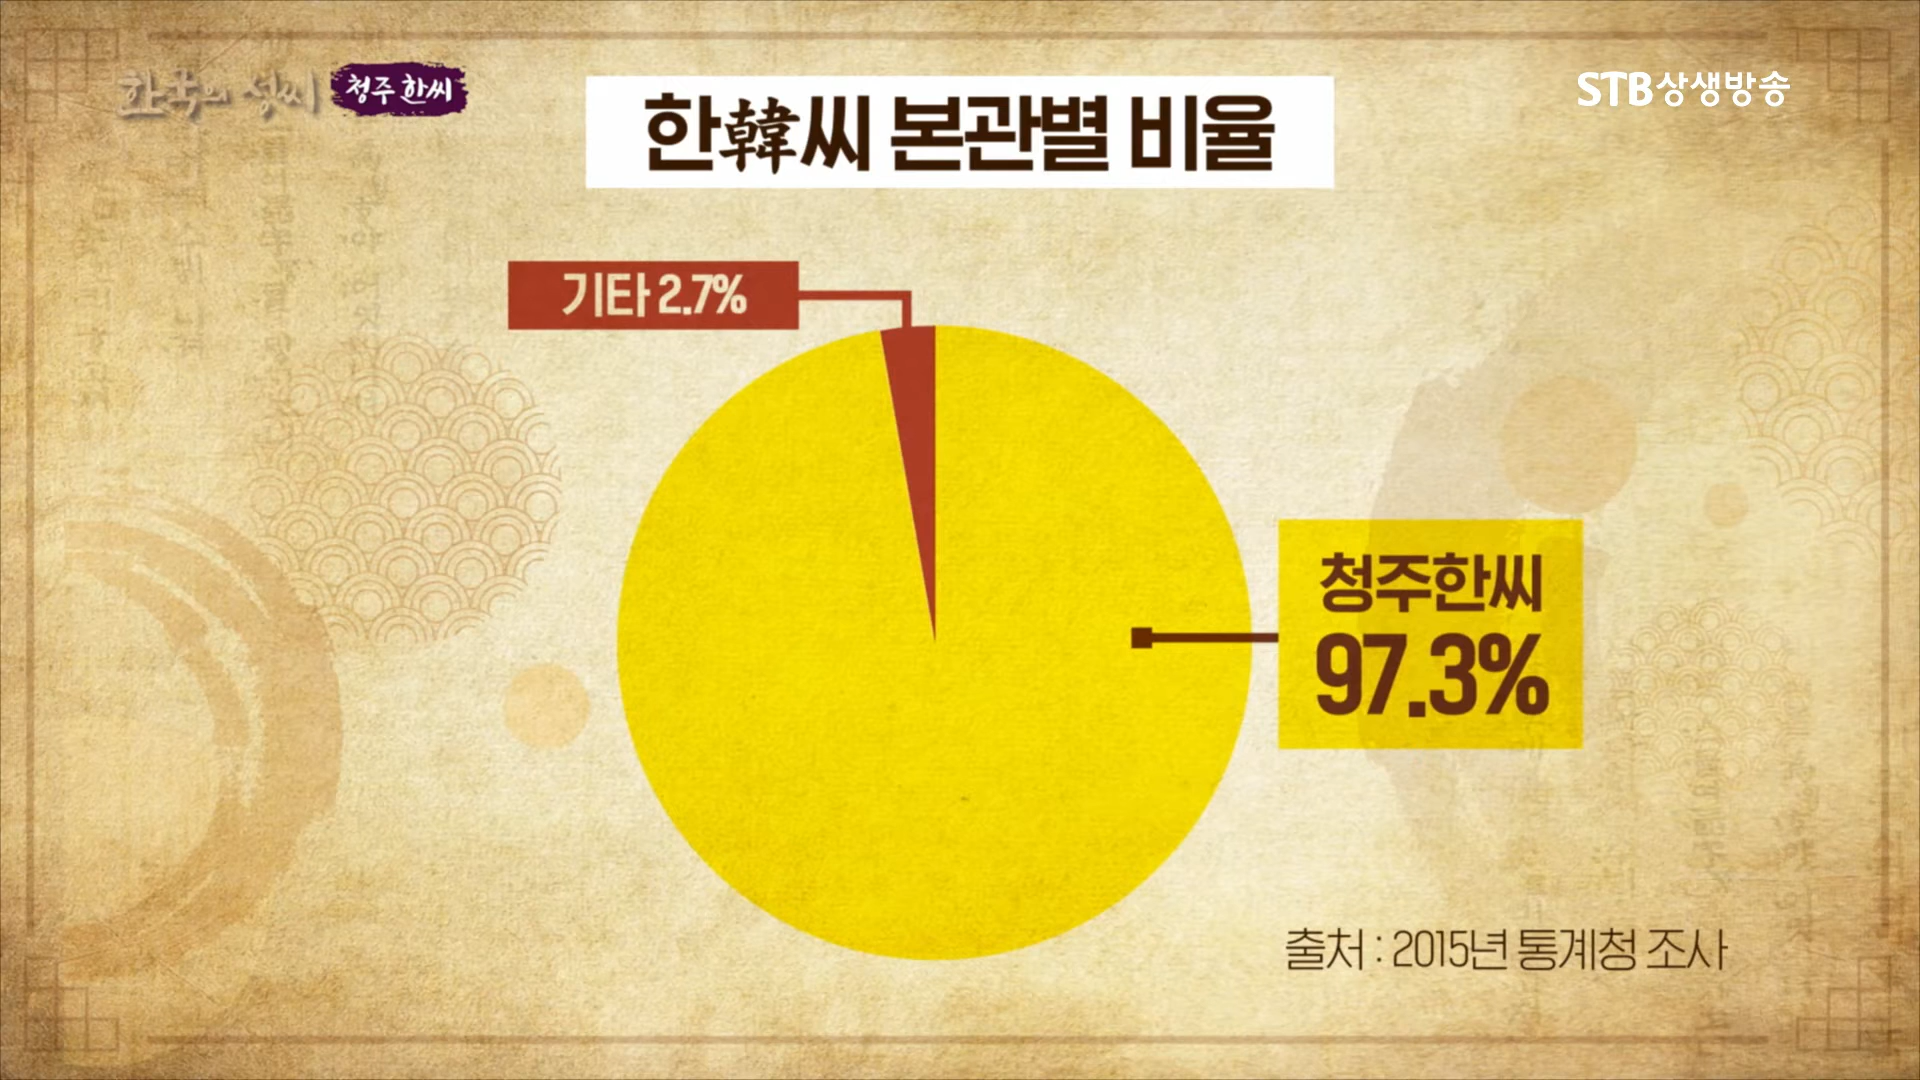 한국의 성씨 청주 한씨
STB상생방송
한韓씨 본관별 비율
기타 2.7%
청주한씨
97.3%
출처 : 2015년 통계청 조사